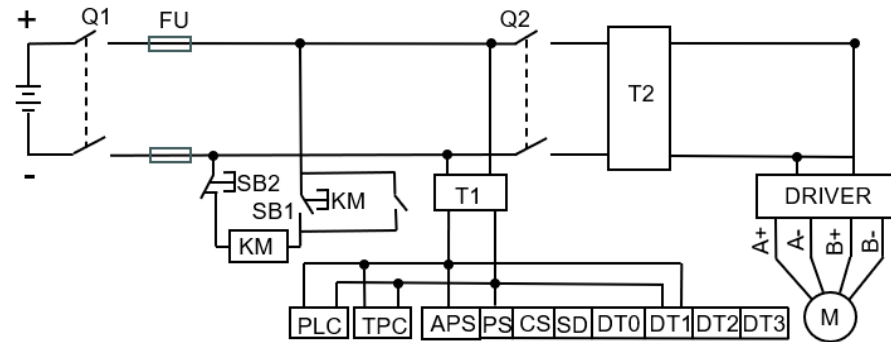 + Q1 FU Q2
T2
-
SB2 KM T1 DRIVER
SB1
KM
A+ A- B+ B-
PLC TPC APS PS CS SD DT0 DT1 DT2 DT3 M